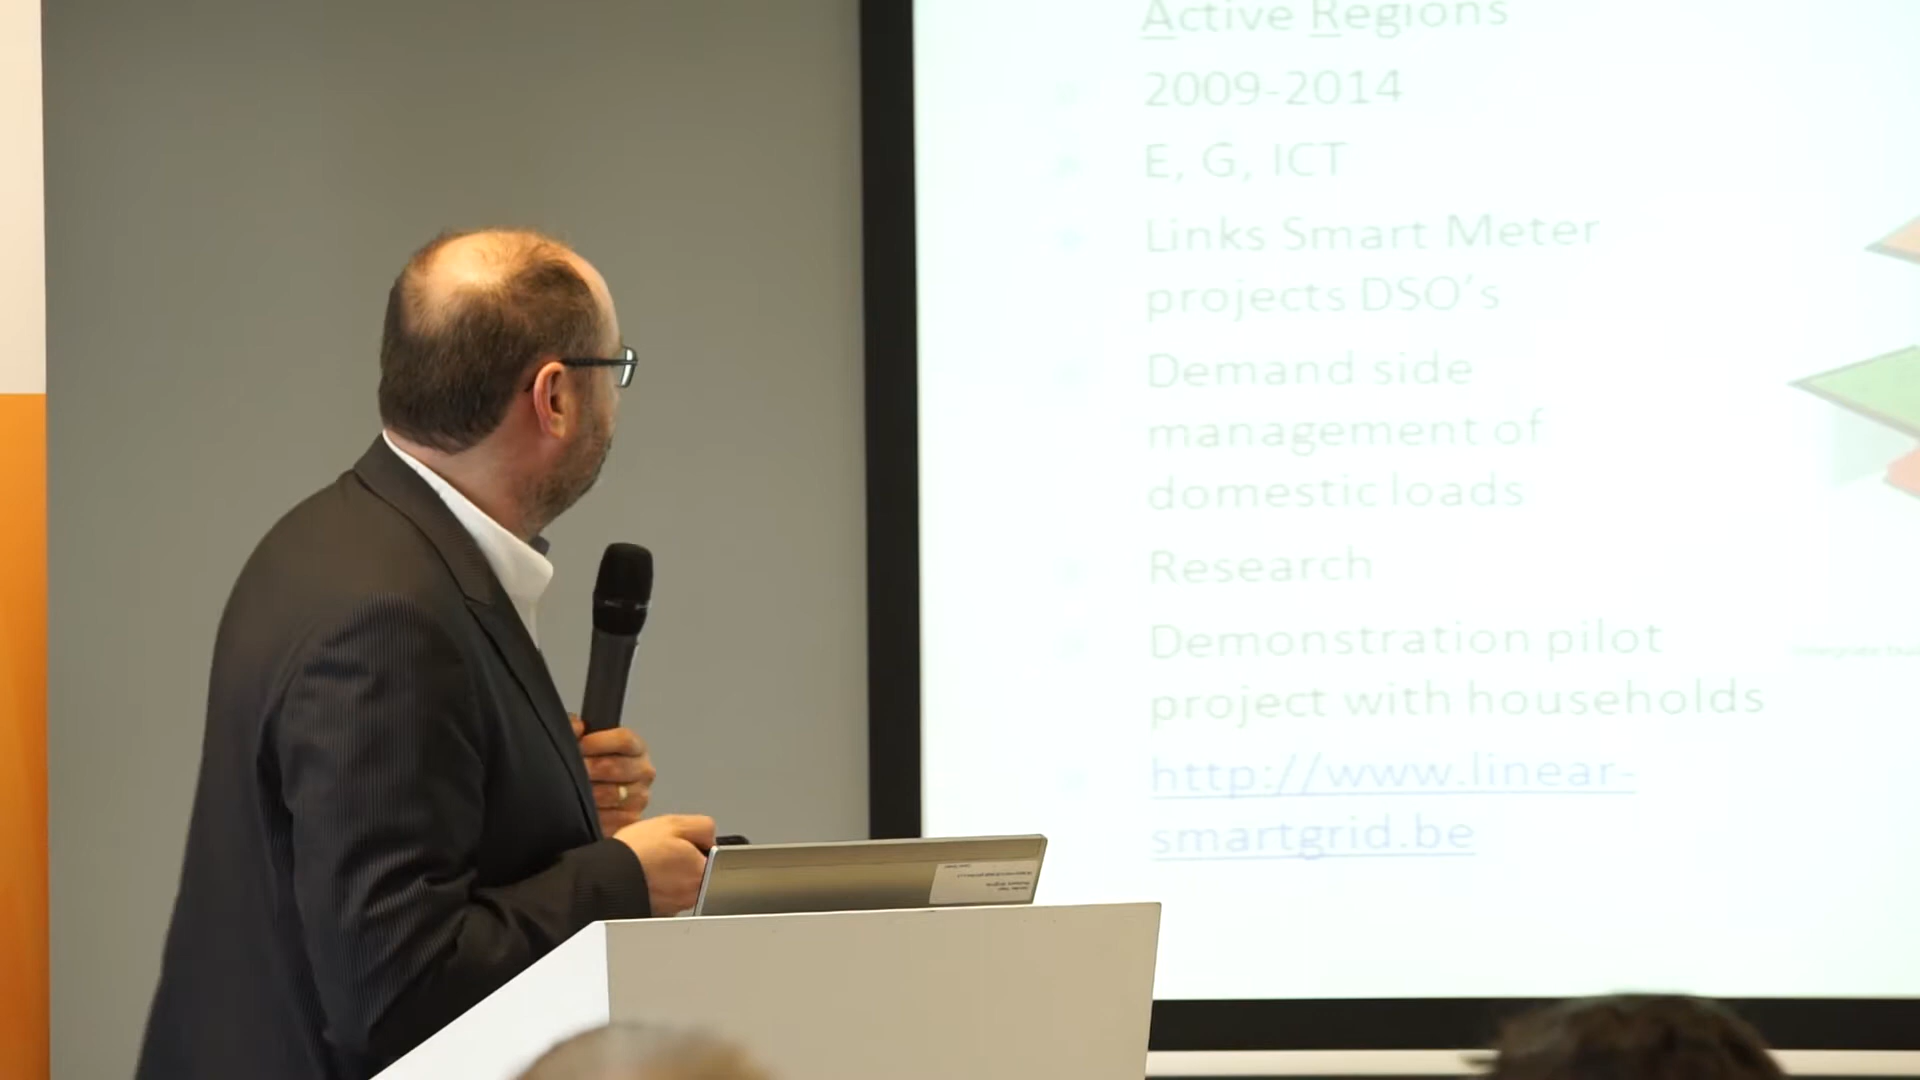 Active Regions
2009-2014
E, G, ICT
Links Smart Meter
projects DSO's
Demand side
management of
domestic loads
Research
Demonstration pilot
project with households
http://www.linear-
smartgrid.be